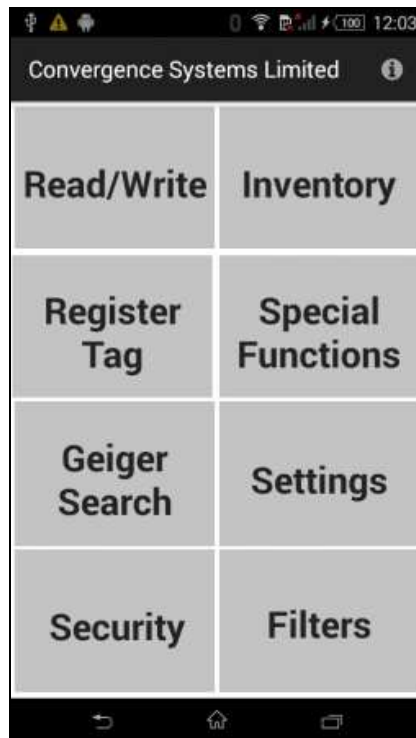 100 12:03
Convergence Systems Limited
Read/Write
Inventory
Register
Tag
Special
Functions
Geiger
Search
Settings
Security
Filters